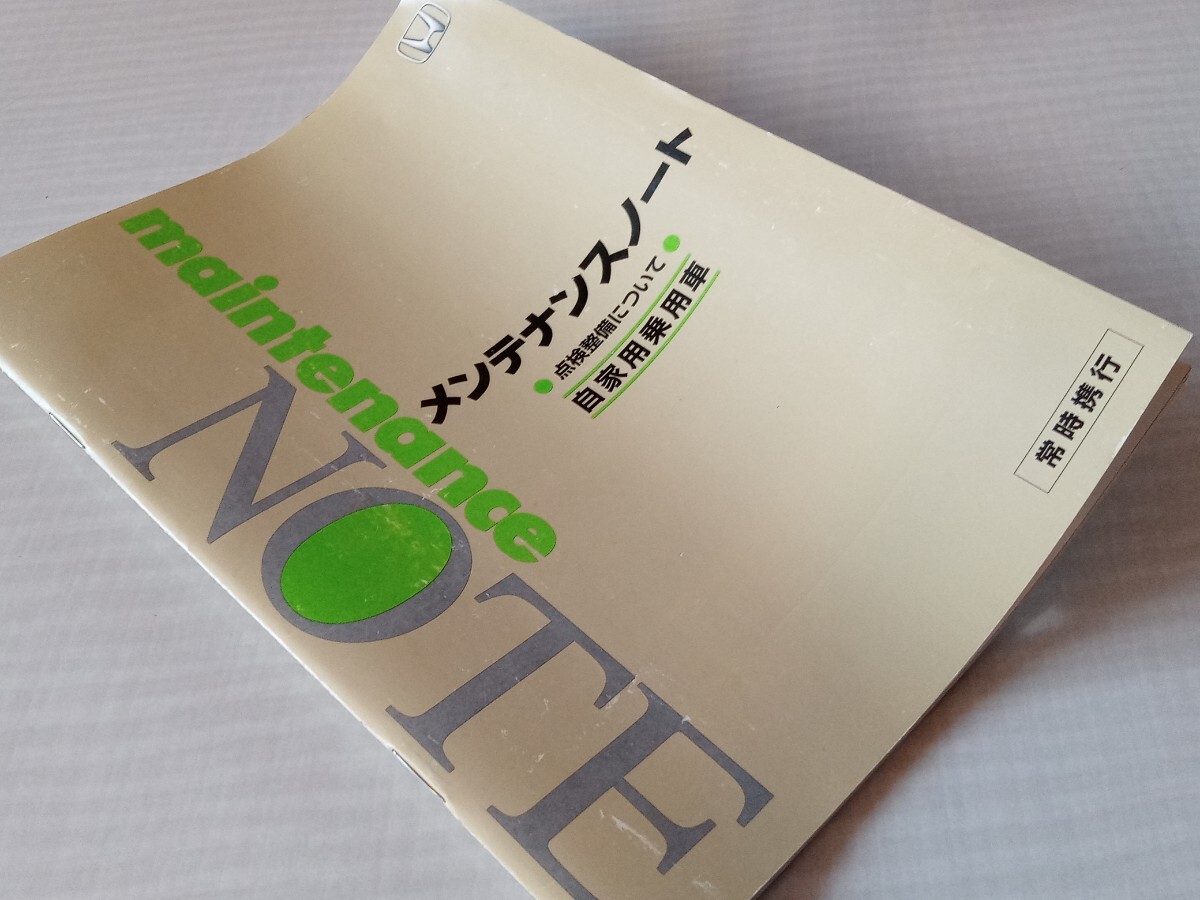 メンテナンスノート
●点検整備について●
自家用乗用車
常時携行
maintenance
NOTE